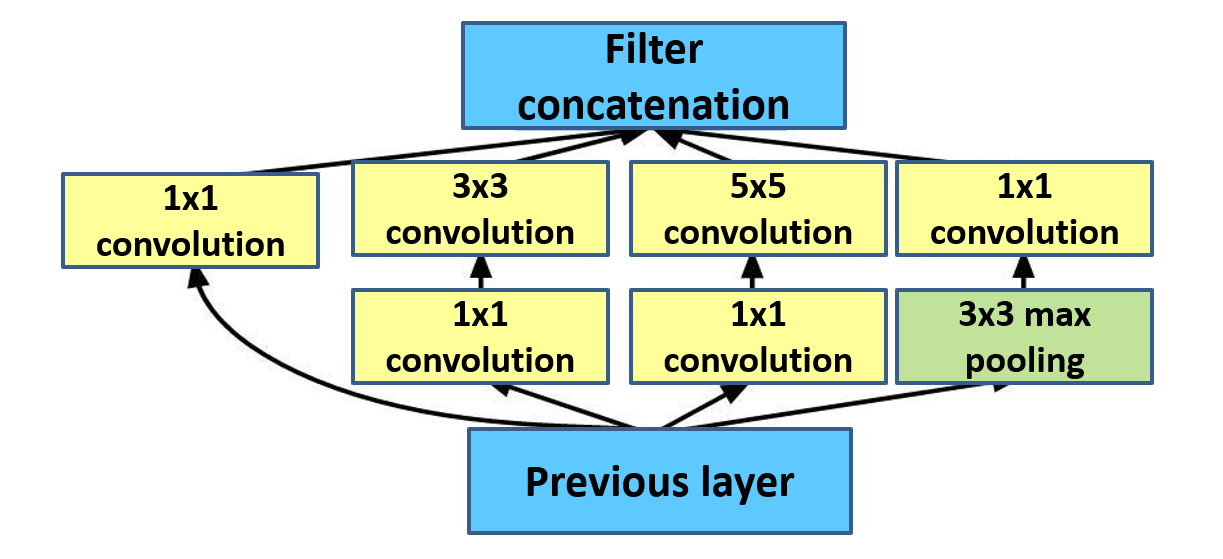 Filter
concatenation
1x1
convolution
3x3
convolution
5x5
convolution
1x1
convolution
1x1
convolution
1x1
convolution
3x3 max
pooling
Previous layer